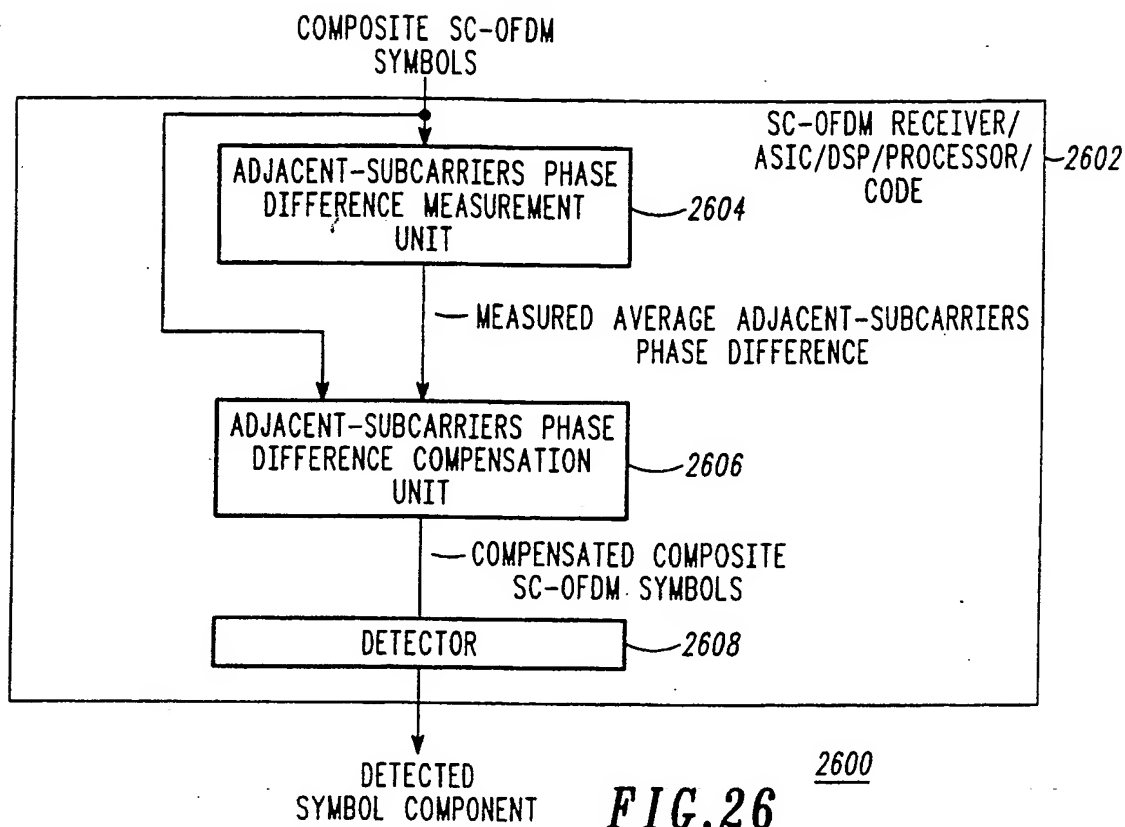 COMPOSITE SC-OFDM
SYMBOLS
SC-OFDM RECEIVER/
ASIC/DSP/PROCESSOR/
CODE
2602
ADJACENT-SUBCARRIERS PHASE
DIFFERENCE MEASUREMENT
UNIT
2604
MEASURED AVERAGE ADJACENT-SUBCARRIERS
PHASE DIFFERENCE
ADJACENT-SUBCARRIERS PHASE
DIFFERENCE COMPENSATION
UNIT
2606
COMPENSATED COMPOSITE
SC-OFDM SYMBOLS
DETECTOR
2608
DETECTED
SYMBOL COMPONENT
2600
FIG.26